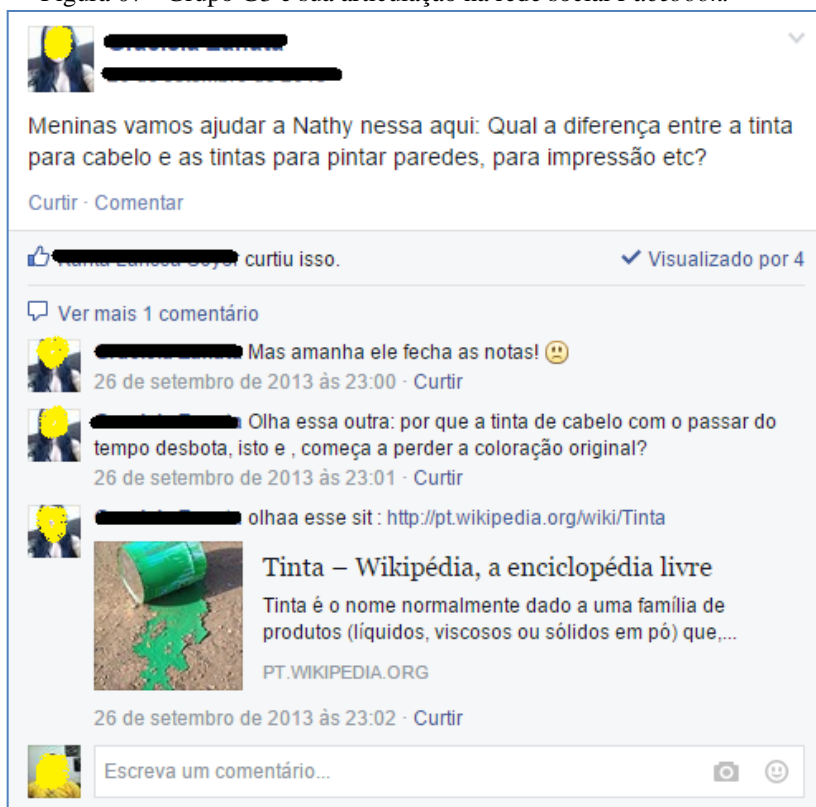 Meninas vamos ajudar a Nathy nessa aqui: Qual a diferença entre a tinta
para cabelo e as tintas para pintar paredes, para impressão etc?
Curtir · Comentar
curtiu isso.
Visualizado por 4
Ver mais 1 comentário
Mas amanha ele fecha as notas!
26 de setembro de 2013 às 23:00 · Curtir
Olha essa outra: por que a tinta de cabelo com o passar do
tempo desbota, isto e , começa a perder a coloração original?
26 de setembro de 2013 às 23:01 · Curtir
olhaa esse sit : http://pt.wikipedia.org/wiki/Tinta
Tinta – Wikipédia, a enciclopédia livre
Tinta é o nome normalmente dado a uma família de
produtos (líquidos, viscosos ou sólidos em pó) que,...
PT.WIKIPEDIA.ORG
26 de setembro de 2013 às 23:02 · Curtir
Escreva um comentário...